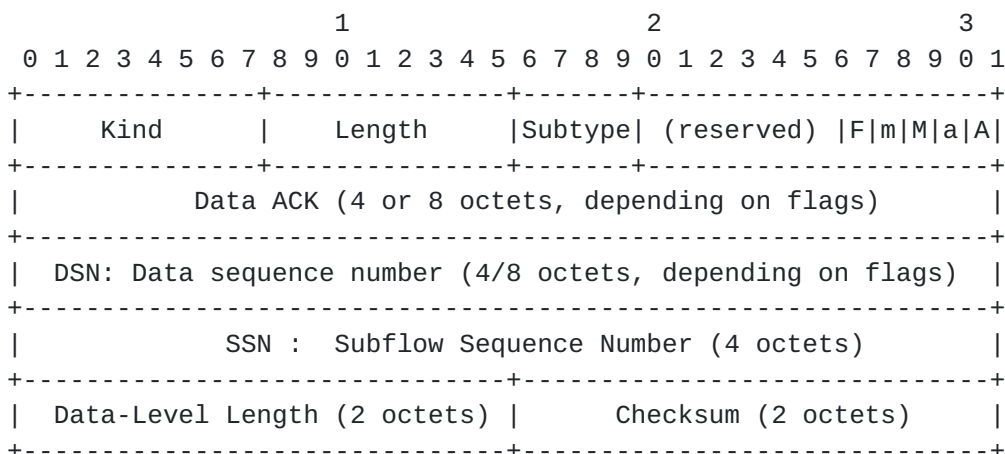 1                   2                   3
 0 1 2 3 4 5 6 7 8 9 0 1 2 3 4 5 6 7 8 9 0 1 2 3 4 5 6 7 8 9 0 1
+---------------+---------------+-------+----------------------+
|     Kind      |    Length     |Subtype| (reserved) |F|m|M|a|A|
+---------------+---------------+-------+----------------------+
|           Data ACK (4 or 8 octets, depending on flags)       |
+--------------------------------------------------------------+
|  DSN: Data sequence number (4/8 octets, depending on flags)  |
+--------------------------------------------------------------+
|               SSN :  Subflow Sequence Number (4 octets)        |
+-------------------------------+------------------------------+
|  Data-Level Length (2 octets) |      Checksum (2 octets)     |
+-------------------------------+------------------------------+